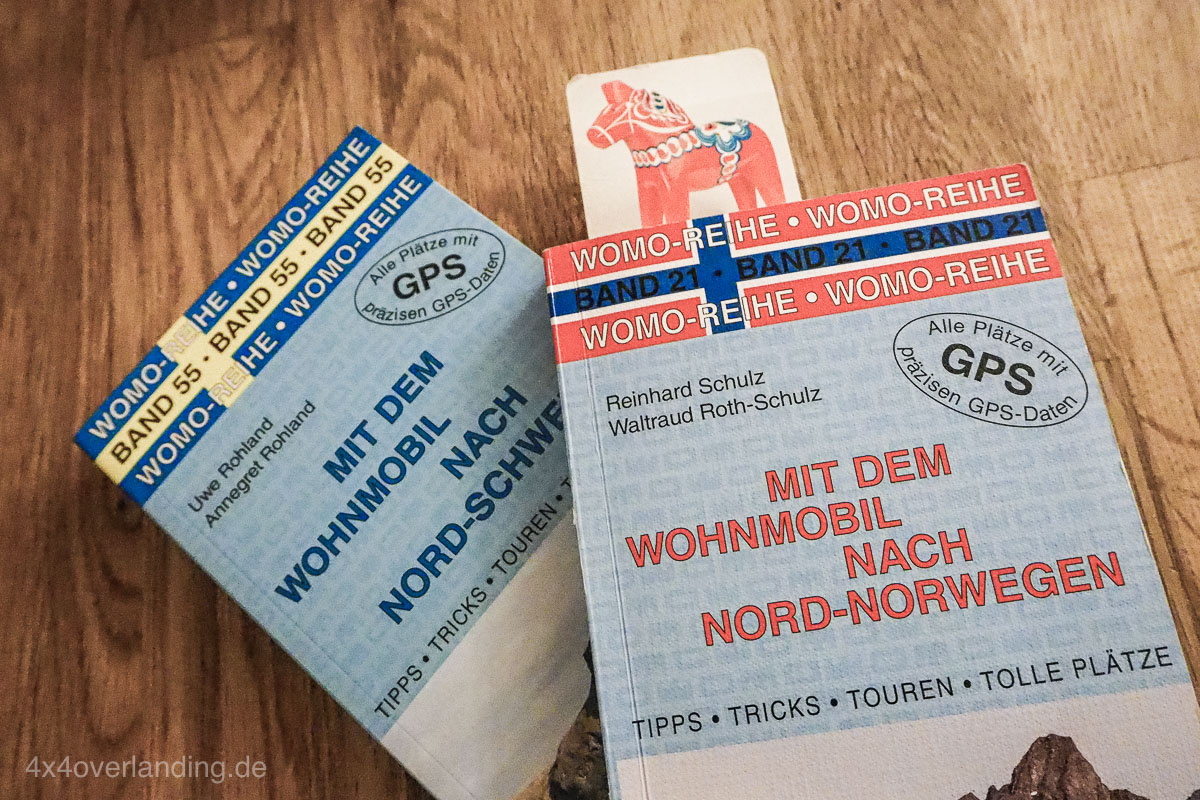 WOMO-REIHE • WOMO-REIHE
BAND 55 • BAND 55 • BAND 55
WOMO-REIHE • WOMO-REIHE
Alle Plätze mit
GPS
präzisen GPS-Daten
Uwe Rohland
Annegret Rohland
MIT DEM
WOHNMOBIL
NACH
TIPPS • TRICKS • TOUREN •
WOMO-REIHE • WOMO-REIHE
BAND 21 • BAND 21 • BAND 21
WOMO-REIHE • WOMO-REIHE
Alle Plätze mit
GPS
präzisen GPS-Daten
Reinhard Schulz
Waltraud Roth-Schulz
MIT DEM
WOHNMOBIL
NACH
NORD-NORWEGEN
TIPPS • TRICKS • TOUREN • TOLLE PLÄTZE
4x4overlanding.de